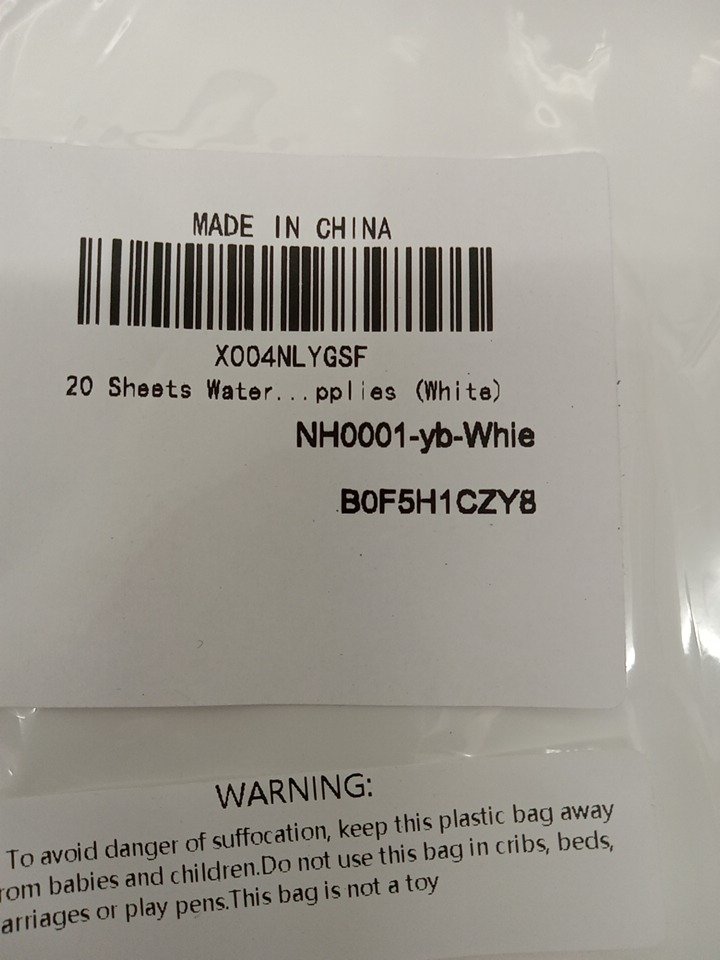 MADE IN CHINA
X004NLYGSF
20 Sheets Water...pplies (White)
NH0001-yb-Whie
B0F5H1CZY8
WARNING:
To avoid danger of suffocation, keep this plastic bag away
rom babies and children.Do not use this bag in cribs, beds,
arriages or play pens.This bag is not a toy